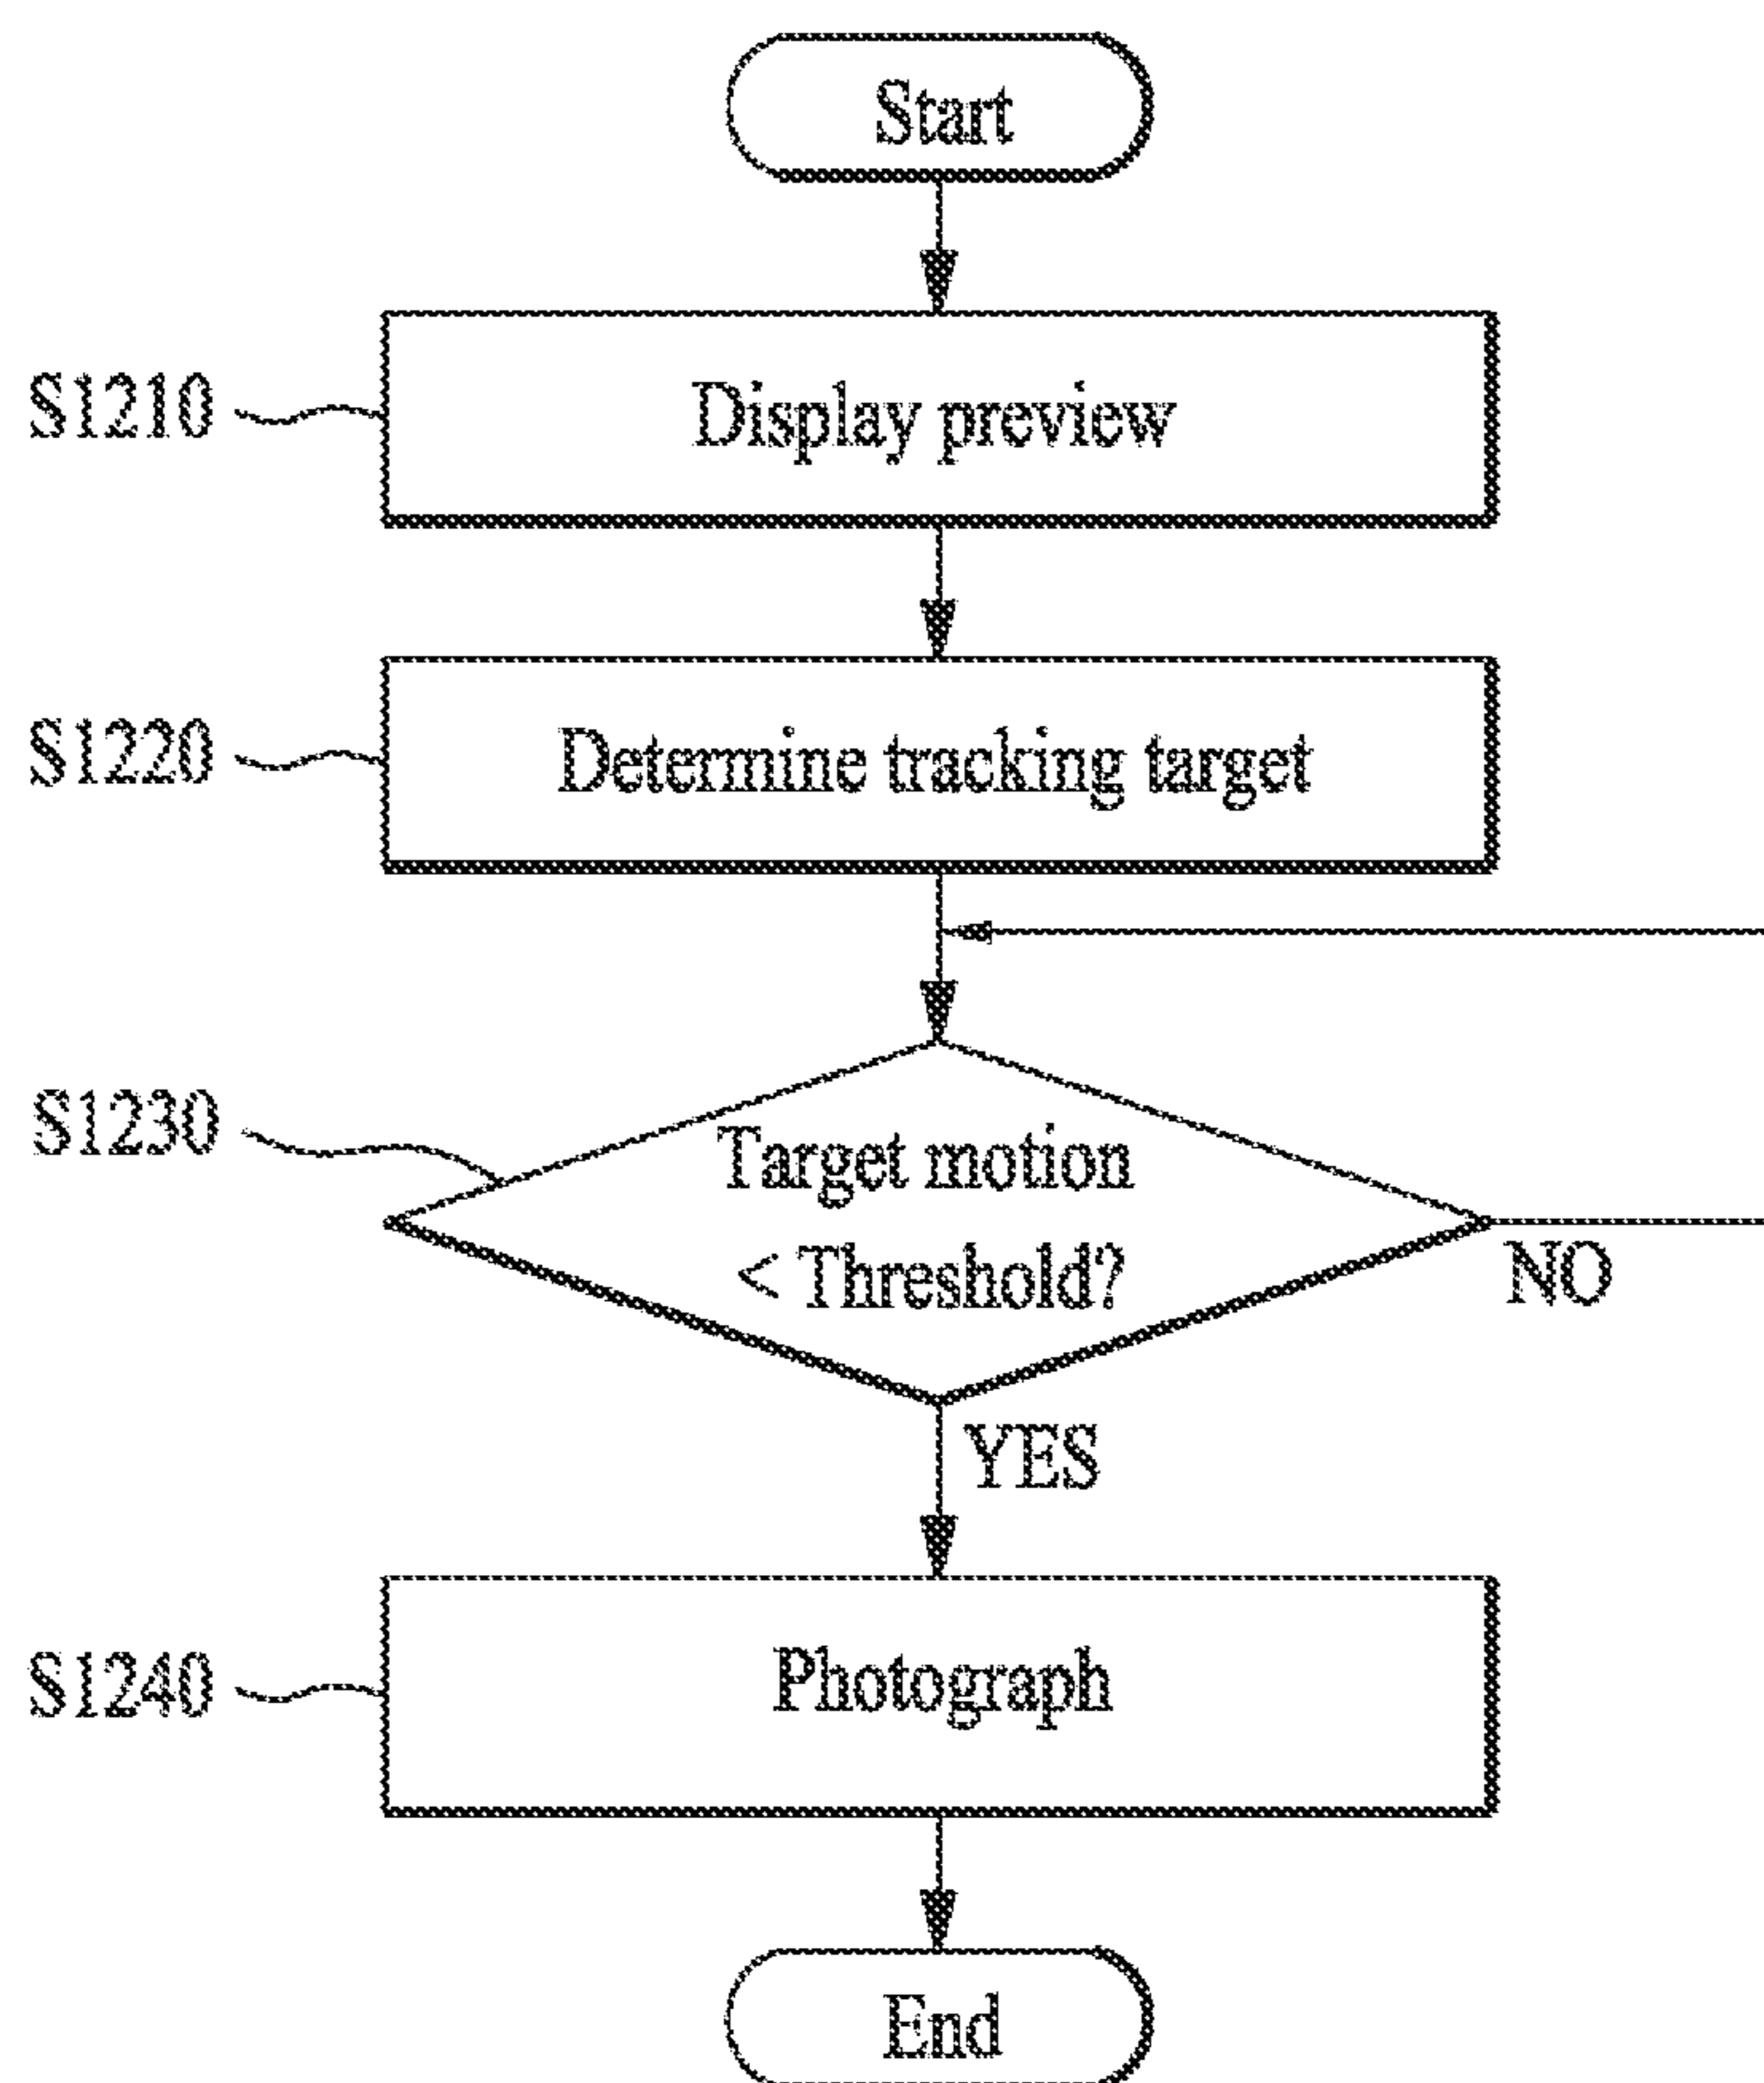 Start
S1210
Display preview
S1220
Determine tracking target
S1230
Target motion
< Threshold?
NO
YES
S1240
Photograph
End